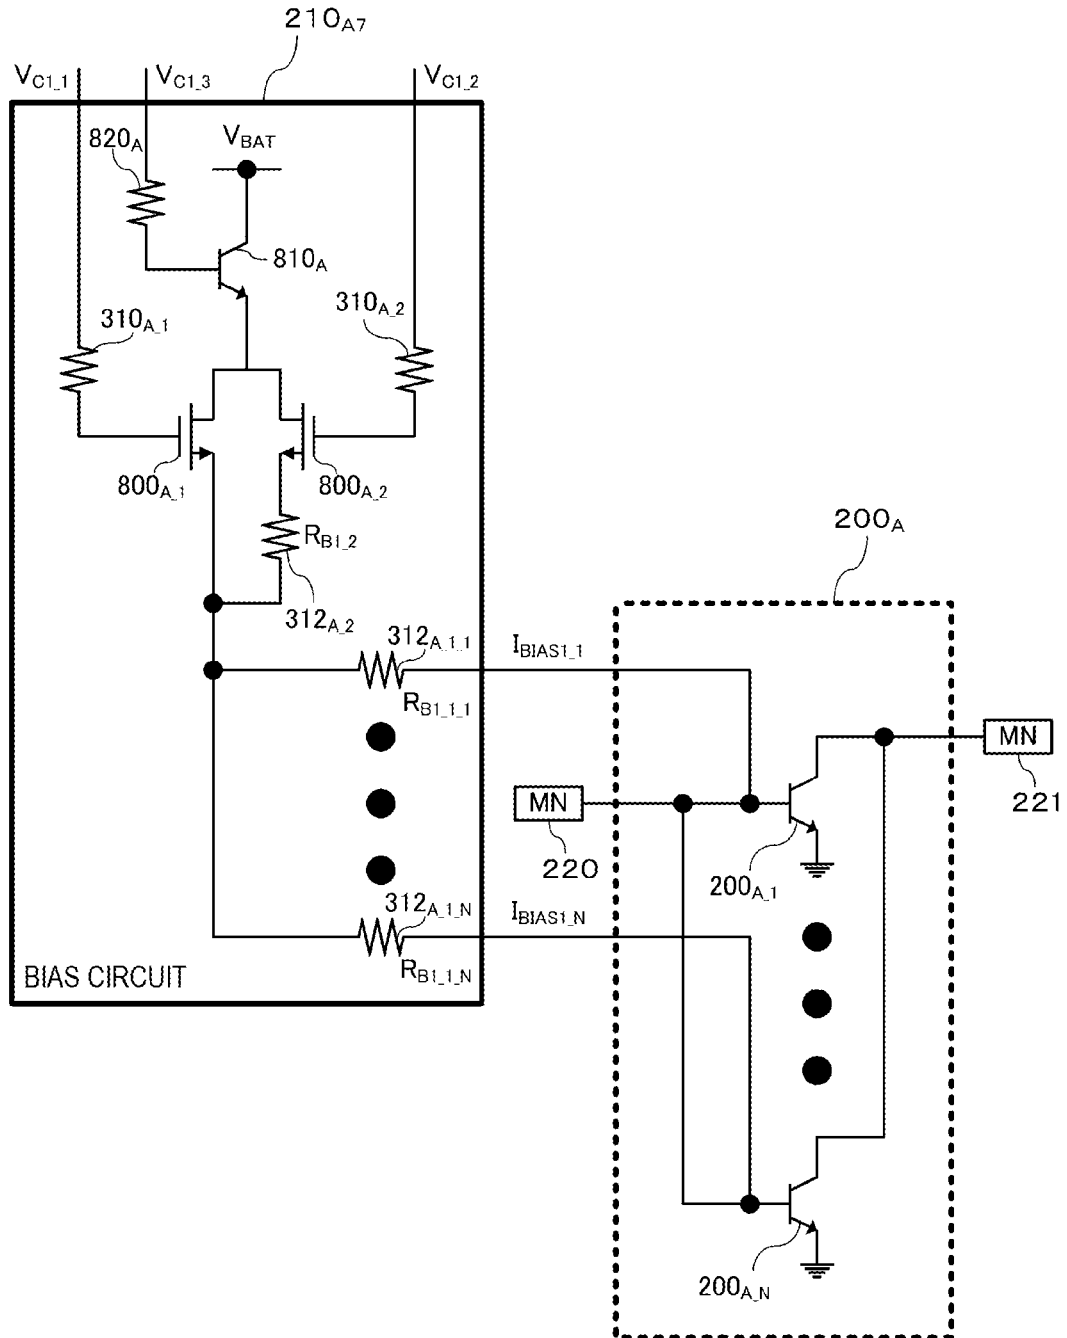 210A7
VC1_1
VC1_3
VC1_2
820A
VBAT
810A
310A_1
310A_2
800A_1
800A_2
RB1_2
312A_2
200A
312A_1_1
IBIAS1_1
RB1_1_1
MN
221
MN
220
200A_1
312A_1_N
IBIAS1_N
RB1_1_N
BIAS CIRCUIT
200A_N